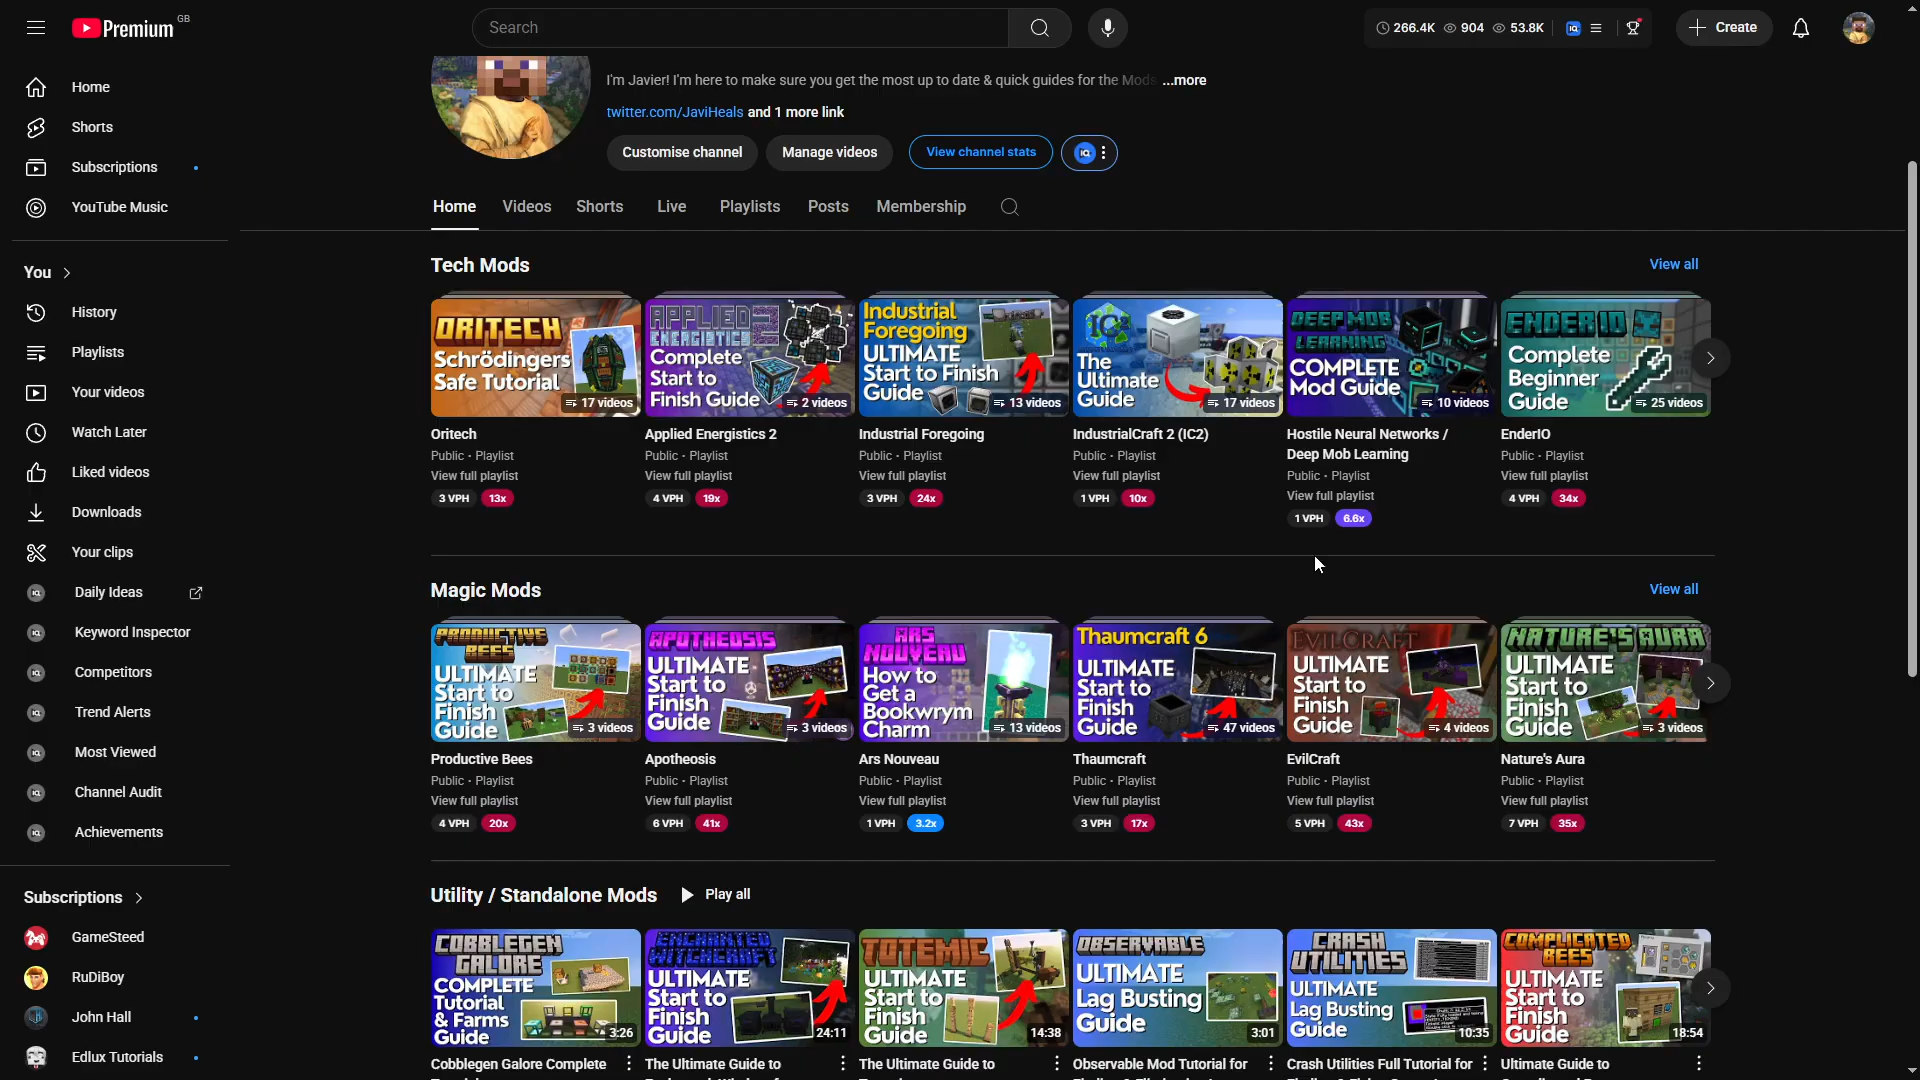 Premium GB
Search
266.4K 904 53.8K
Create
Home
Shorts
Subscriptions
YouTube Music
You
History
Playlists
Your videos
Watch Later
Liked videos
Downloads
Your clips
Daily Ideas
Keyword Inspector
Competitors
Trend Alerts
Most Viewed
Channel Audit
Achievements
Subscriptions
GameSteed
RuDiBoy
John Hall
Edlux Tutorials
I'm Javier! I'm here to make sure you get the most up to date & quick guides for the Mods ...more
twitter.com/JaviHeals and 1 more link
Customise channel Manage videos View channel stats
Home Videos Shorts Live Playlists Posts Membership
Tech Mods View all
ORITECH
Schrödingers
Safe Tutorial
17 videos
Oritech
Public • Playlist
View full playlist
3 VPH 13x
APPLIED
ENERGISTICS 2
Complete
Start to
Finish Guide
2 videos
Applied Energistics 2
Public • Playlist
View full playlist
4 VPH 19x
Industrial
Foregoing
ULTIMATE
Start to Finish
Guide
13 videos
Industrial Foregoing
Public • Playlist
View full playlist
3 VPH 24x
IC2
The
Ultimate
Guide
17 videos
IndustrialCraft 2 (IC2)
Public • Playlist
View full playlist
1 VPH 10x
DEEP MOB
LEARNING
COMPLETE
Mod Guide
10 videos
Hostile Neural Networks /
Deep Mob Learning
Public • Playlist
View full playlist
1 VPH 6.6x
ENDER IO
Complete
Beginner
Guide
25 videos
EnderIO
Public • Playlist
View full playlist
4 VPH 34x
Magic Mods View all
PRODUCTIVE
BEES
ULTIMATE
Start to
Finish
Guide
3 videos
Productive Bees
Public • Playlist
View full playlist
4 VPH 20x
APOTHEOSIS
ULTIMATE
Start to
Finish
Guide
3 videos
Apotheosis
Public • Playlist
View full playlist
6 VPH 41x
ARS
NOUVEAU
How to
Get a
Bookwrym
Charm
13 videos
Ars Nouveau
Public • Playlist
View full playlist
1 VPH 3.2x
Thaumcraft 6
ULTIMATE
Start to
Finish
Guide
47 videos
Thaumcraft
Public • Playlist
View full playlist
3 VPH 17x
EVILCRAFT
ULTIMATE
Start to
Finish
Guide
4 videos
EvilCraft
Public • Playlist
View full playlist
5 VPH 43x
NATURE'S AURA
ULTIMATE
Start to
Finish
Guide
3 videos
Nature's Aura
Public • Playlist
View full playlist
7 VPH 35x
Utility / Standalone Mods Play all
COBBLEGEN
GALORE
COMPLETE
Tutorial
& Farms
Guide
3:26
Cobblegen Galore Complete
ENCHANTED
WITCHCRAFT
ULTIMATE
Start to
Finish
Guide
24:11
The Ultimate Guide to
TOTEMIC
ULTIMATE
Start to
Finish
Guide
14:38
The Ultimate Guide to
OBSERVABLE
ULTIMATE
Lag Busting
Guide
3:01
Observable Mod Tutorial for
CRASH
UTILITIES
ULTIMATE
Lag Busting
Guide
10:35
Crash Utilities Full Tutorial for
COMPLICATED
BEES
ULTIMATE
Start to
Finish
Guide
18:54
Ultimate Guide to